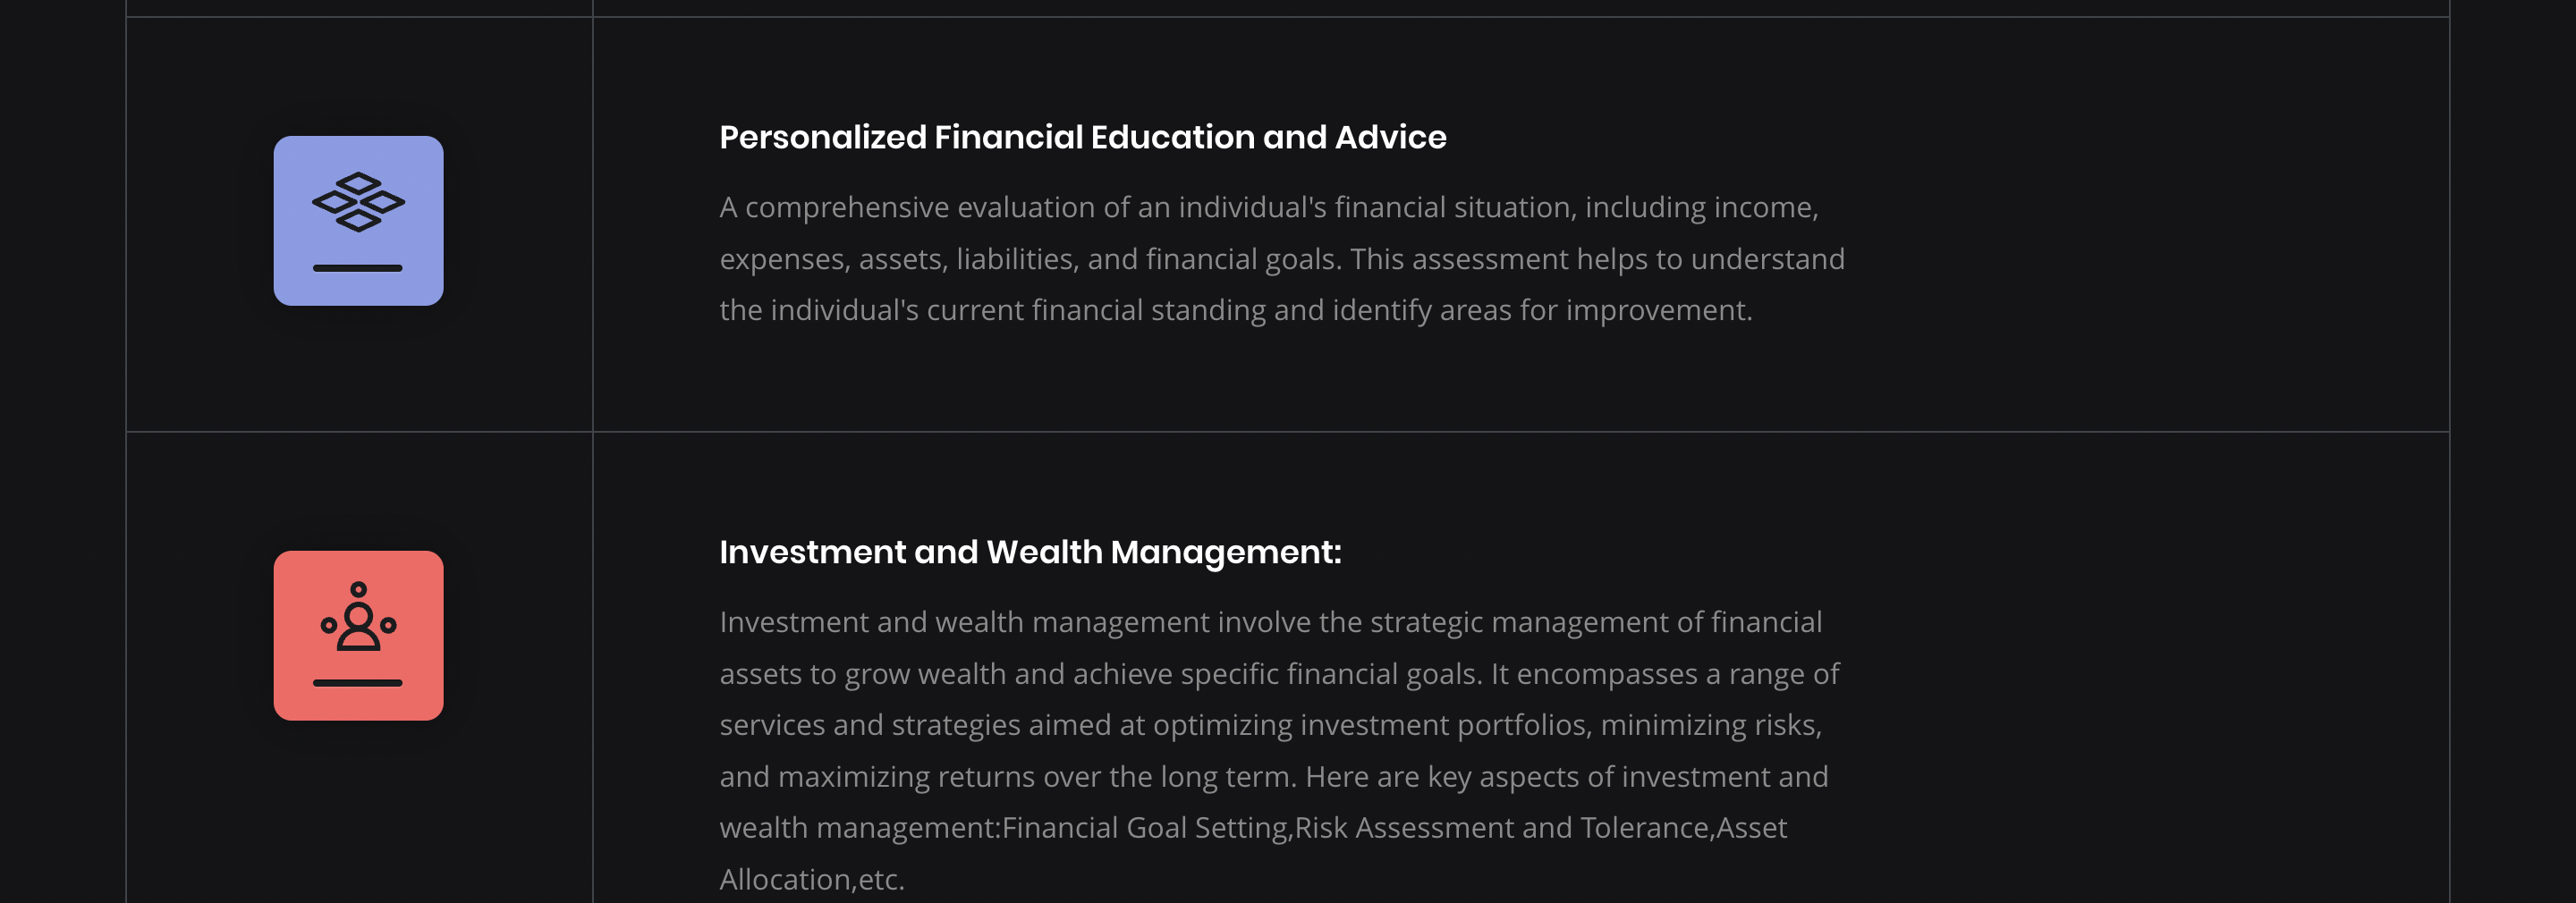 Personalized Financial Education and Advice
A comprehensive evaluation of an individual's financial situation, including income,
expenses, assets, liabilities, and financial goals. This assessment helps to understand
the individual's current financial standing and identify areas for improvement.
Investment and Wealth Management:
Investment and wealth management involve the strategic management of financial
assets to grow wealth and achieve specific financial goals. It encompasses a range of
services and strategies aimed at optimizing investment portfolios, minimizing risks,
and maximizing returns over the long term. Here are key aspects of investment and
wealth management:Financial Goal Setting,Risk Assessment and Tolerance,Asset
Allocation,etc.